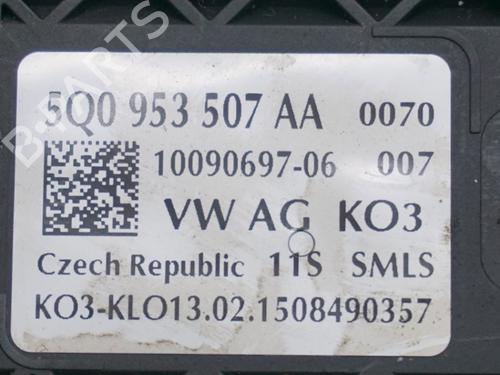 5Q0 953 507 AA 0070
10090697-06 007
VW AG KO3
Czech Republic 11S SMLS
KO3-KLO13.02.1508490357
B-PARTS